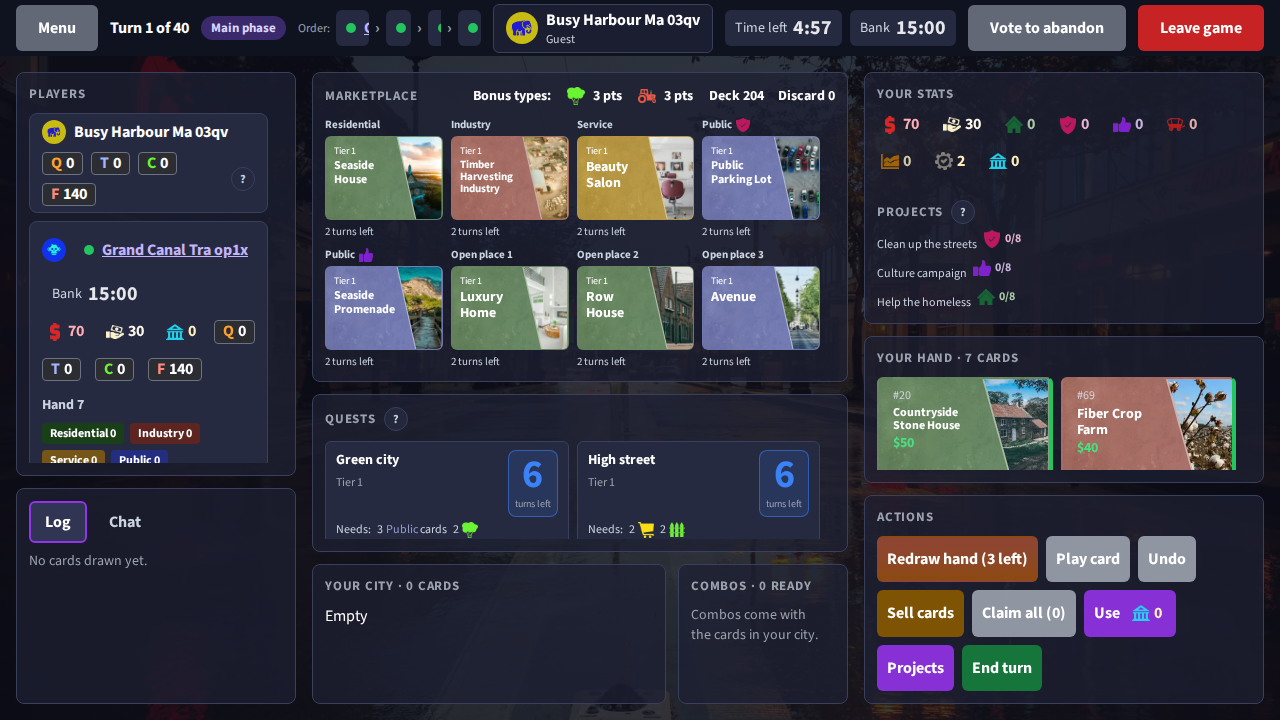 Menu
Turn 1 of 40
Main phase
Order:
›
›
›
Busy Harbour Ma 03qv
Guest
Time left 4:57
Bank 15:00
Vote to abandon
Leave game
PLAYERS
Busy Harbour Ma 03qv
Q 0
T 0
C 0
F 140
?
Grand Canal Tra op1x
Bank 15:00
70
30
0
Q 0
T 0
C 0
F 140
Hand 7
Residential 0
Industry 0
Service 0
Public 0
Log
Chat
No cards drawn yet.
MARKETPLACE
Bonus types:
3 pts
3 pts
Deck 204
Discard 0
Residential
Industry
Service
Public
Tier 1
Seaside
House
Tier 1
Timber
Harvesting
Industry
Tier 1
Beauty
Salon
Tier 1
Public
Parking Lot
2 turns left
2 turns left
2 turns left
2 turns left
Public
Open place 1
Open place 2
Open place 3
Tier 1
Seaside
Promenade
Tier 1
Luxury
Home
Tier 1
Row
House
Tier 1
Avenue
2 turns left
2 turns left
2 turns left
2 turns left
QUESTS
?
Green city
Tier 1
6
turns left
Needs: 3 Public cards 2
High street
Tier 1
6
turns left
Needs: 2 2
YOUR CITY · 0 CARDS
Empty
COMBOS · 0 READY
Combos come with
the cards in your city.
YOUR STATS
70
30
0
0
0
0
0
2
0
PROJECTS
?
Clean up the streets 0/8
Culture campaign 0/8
Help the homeless 0/8
YOUR HAND · 7 CARDS
#20
Countryside
Stone House
$50
#69
Fiber Crop
Farm
$40
ACTIONS
Redraw hand (3 left)
Play card
Undo
Sell cards
Claim all (0)
Use 0
Projects
End turn